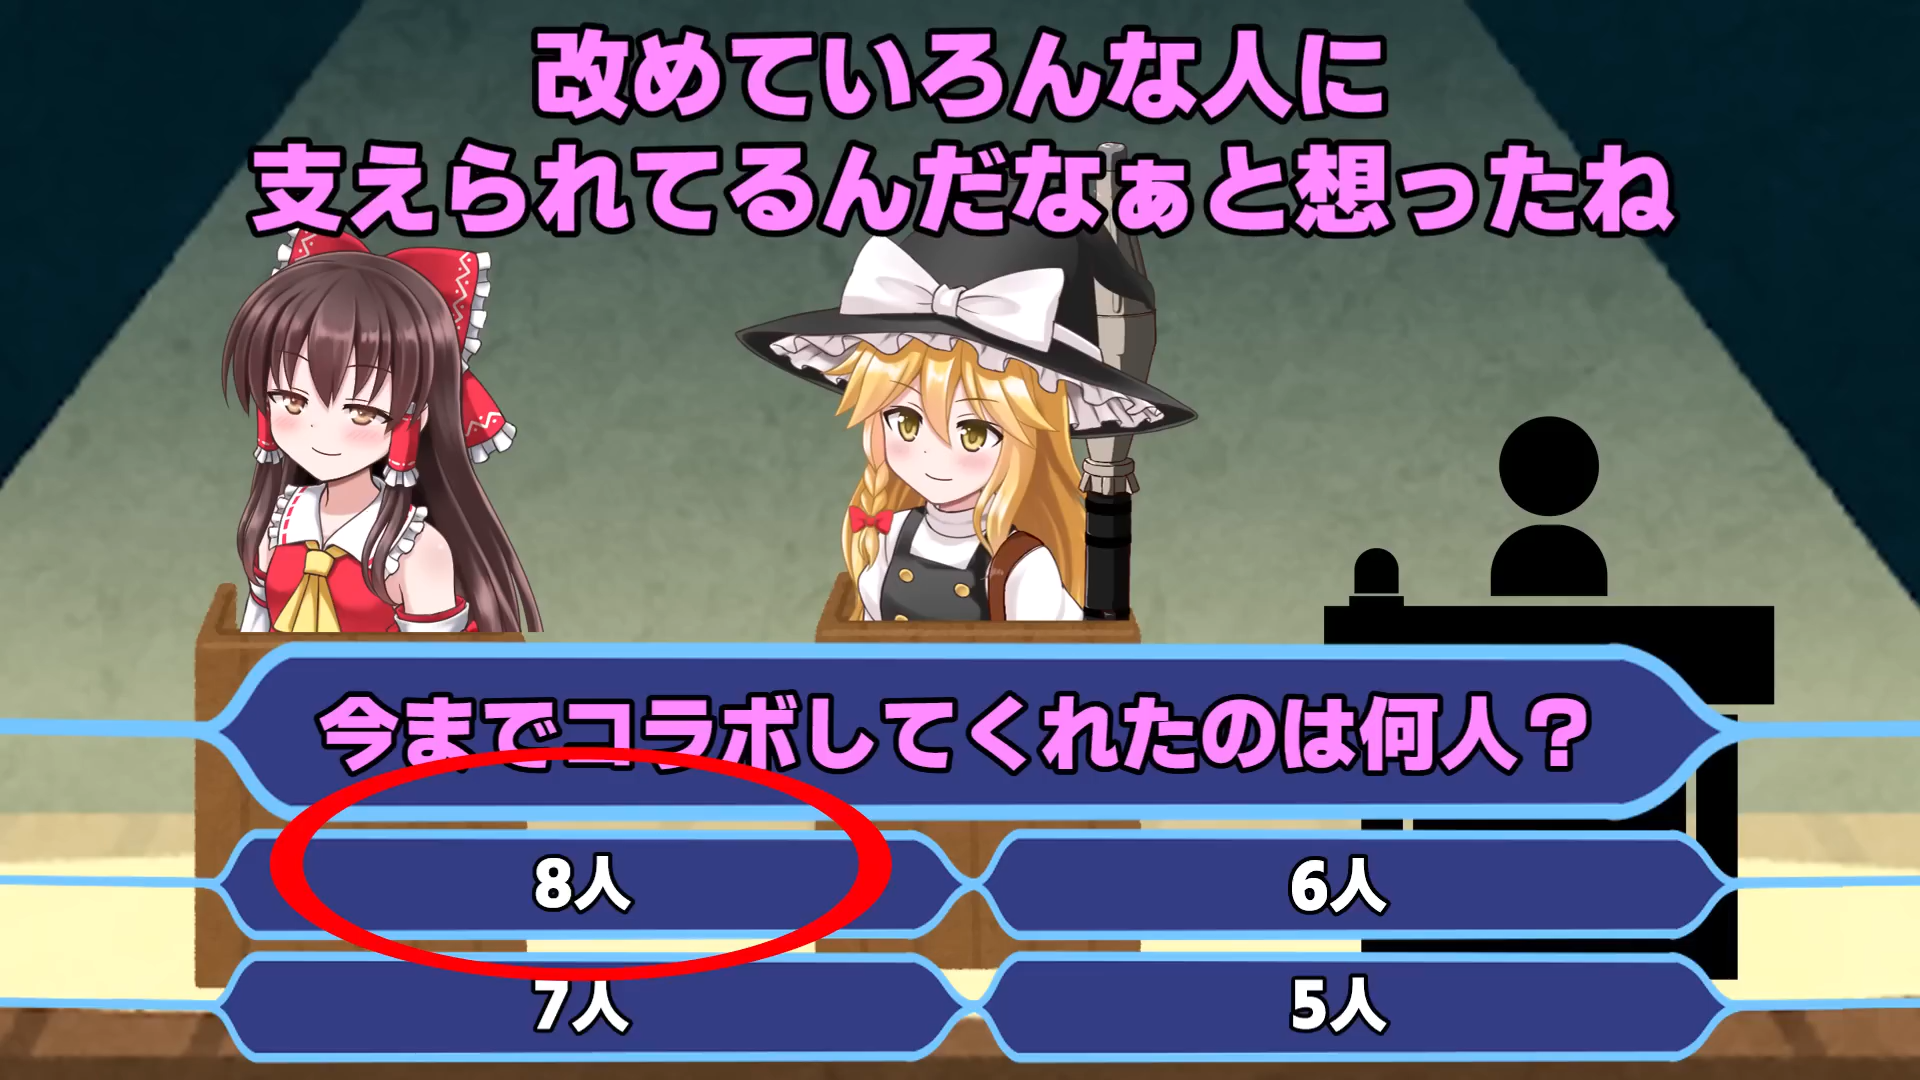 改めていろんな人に
支えられてるんだなぁと想ったね
今までコラボしてくれたのは何人？
8人
6人
7人
5人